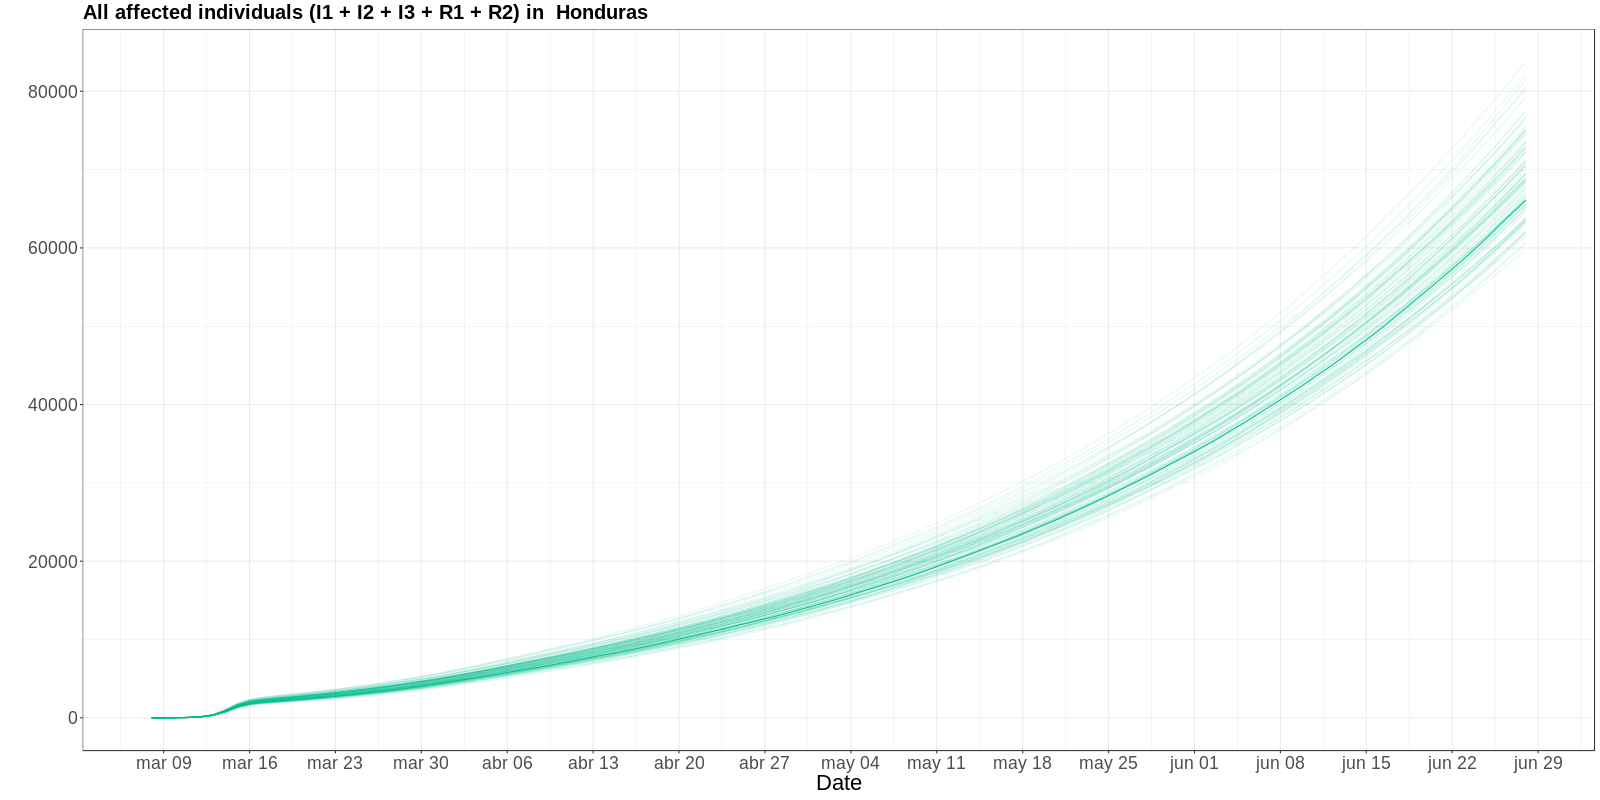 All affected individuals (I1 + I2 + I3 + R1 + R2) in  Honduras
80000
60000
40000
20000
0
mar 09 mar 16 mar 23 mar 30 abr 06 abr 13 abr 20 abr 27 may 04 may 11 may 18 may 25 jun 01 jun 08 jun 15 jun 22 jun 29
Date